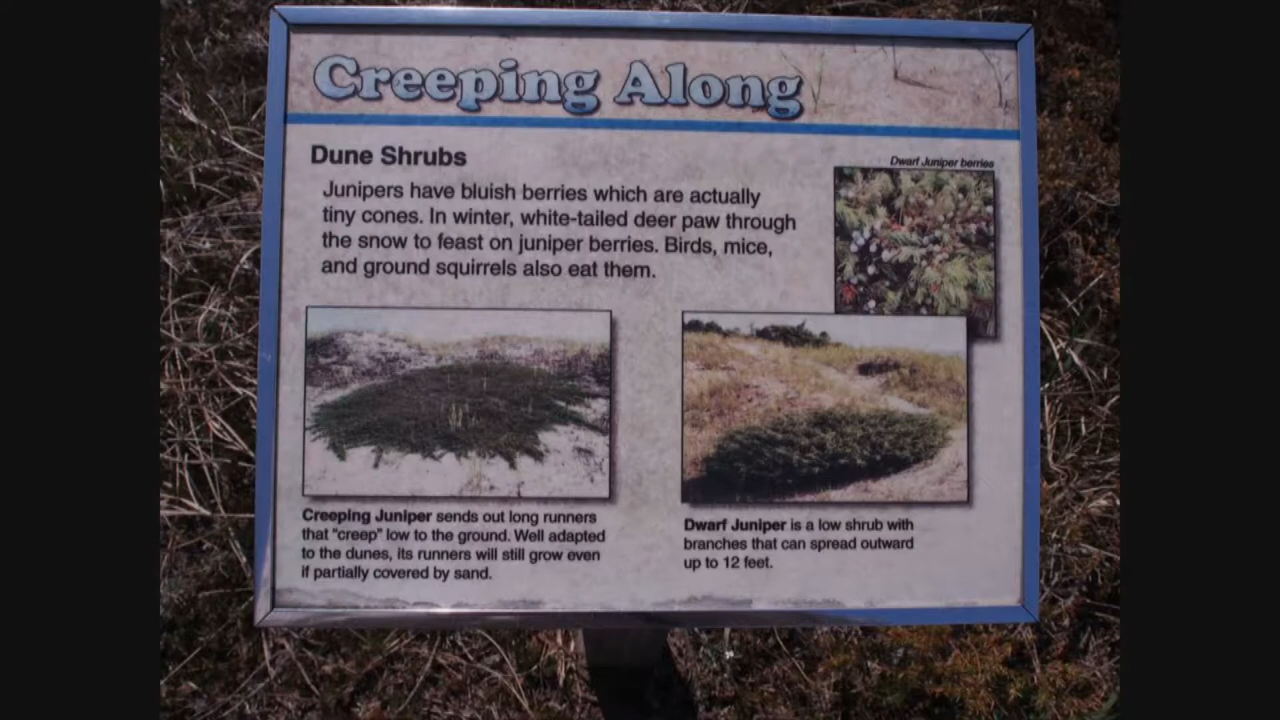 Creeping Along
Dune Shrubs
Junipers have bluish berries which are actually
tiny cones. In winter, white-tailed deer paw through
the snow to feast on juniper berries. Birds, mice,
and ground squirrels also eat them.
Dwarf Juniper berries
Creeping Juniper sends out long runners
that "creep" low to the ground. Well adapted
to the dunes, its runners will still grow even
if partially covered by sand.
Dwarf Juniper is a low shrub with
branches that can spread outward
up to 12 feet.